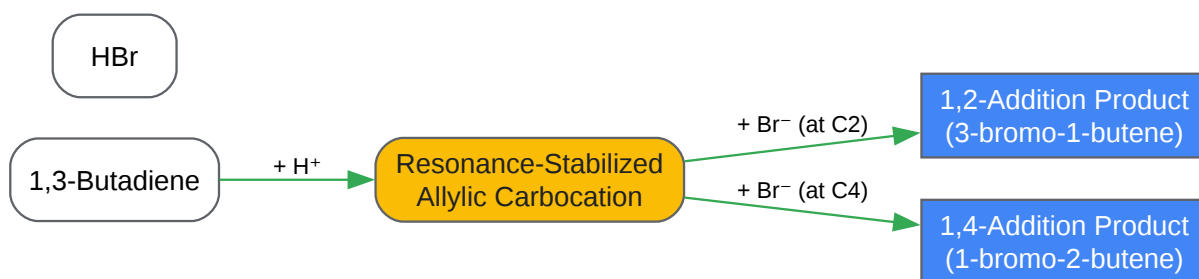 HBr
1,3-Butadiene
+ H⁺
Resonance-Stabilized
Allylic Carbocation
+ Br⁻ (at C2)
1,2-Addition Product
(3-bromo-1-butene)
+ Br⁻ (at C4)
1,4-Addition Product
(1-bromo-2-butene)